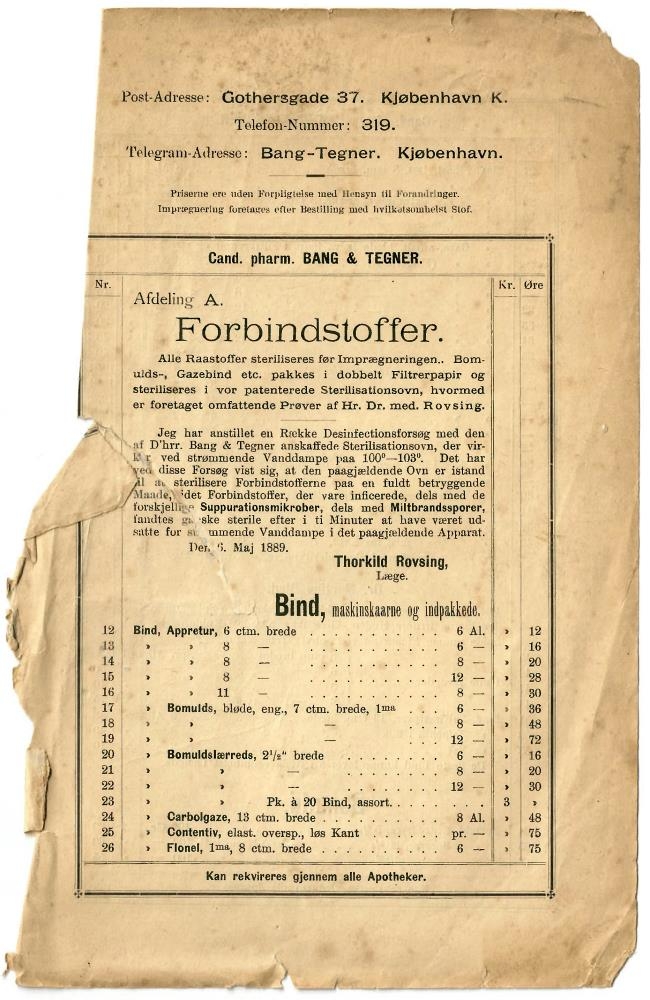 Post-Adresse: Gothersgade 37. Kjøbenhavn K.
Telefon-Nummer: 319.
Telegram-Adresse: Bang-Tegner. Kjøbenhavn.
Priserne ere uden Forpligtelse med Hensyn til Forandringer.
Imprægnering foretages efter Bestilling med hvilketsomhelst Stof.
Cand. pharm. BANG & TEGNER.
Nr. Kr. Øre
Afdeling A.
Forbindstoffer.
Alle Raastoffer steriliseres før Imprægneringen.. Bom-
ulds-, Gazebind etc. pakkes i dobbelt Filtrerpapir og
steriliseres i vor patenterede Sterilisationsovn, hvormed
er foretaget omfattende Prøver af Hr. Dr. med. Rovsing.
Jeg har anstillet en Række Desinfectionsforsøg med den
af D'hrr. Bang & Tegner anskaffede Sterilisationsovn, der vir-
ved strømmende Vanddampe paa 100°—103°. Det har
ved disse Forsøg vist sig, at den paagjældende Ovn er istand
til at sterilisere Forbindstofferne paa en fuldt betryggende
Maade, idet Forbindstoffer, der vare inficerede, dels med de
forskjellige Suppurationsmikrober, dels med Miltbrandssporer,
fandtes ske sterile efter i ti Minuter at have været ud-
satte for mmende Vanddampe i det paagjældende Apparat.
Den 6. Maj 1889.
Thorkild Rovsing,
Læge.
Bind, maskinskaarne og indpakkede.
12 Bind, Appretur, 6 ctm. brede . . . . . . . . . . . 6 Al. » 12
13 » » 8 — . . . . . . . . . . . 6 — » 16
14 » » 8 — . . . . . . . . . . . 8 — » 20
15 » » 8 — . . . . . . . . . . . 12 — » 28
16 » » 11 — . . . . . . . . . . . 8 — » 30
17 » Bomulds, bløde, eng., 7 ctm. brede, 1ma . . . 6 — » 36
18 » » — . . . 8 — » 48
19 » » — . . . 12 — » 72
20 » Bomuldslærreds, 2½" brede . . . . . . . . 6 — » 16
21 » » — . . . . . . . . 8 — » 20
22 » » — . . . . . . . . 12 — » 30
23 » » Pk. à 20 Bind, assort. . . . . . . . 3 »
24 » Carbolgaze, 13 ctm. brede . . . . . . . . . . 8 Al. » 48
25 » Contentiv, elast. oversp., løs Kant . . . . . . pr. — » 75
26 » Flonel, 1ma, 8 ctm. brede . . . . . . . . . . 6 — » 75
Kan rekvireres gjennem alle Apotheker.